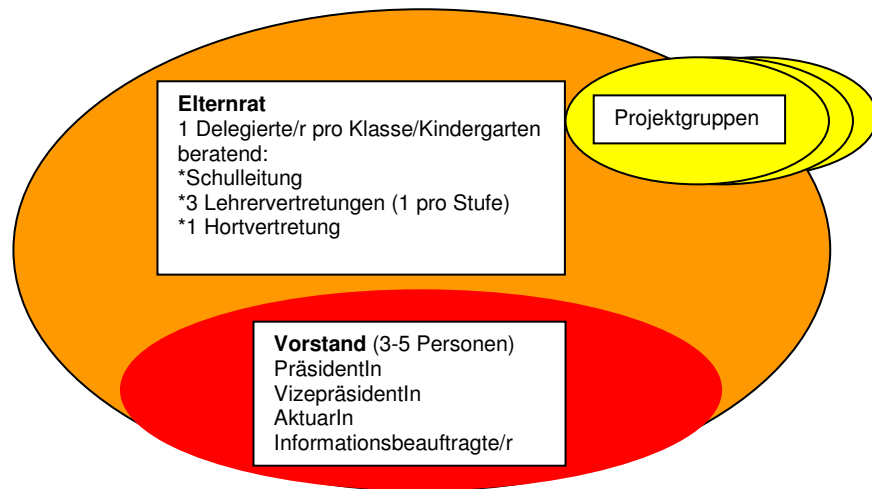 Elternrat
1 Delegierte/r pro Klasse/Kindergarten
beratend:
*Schulleitung
*3 Lehrervertretungen (1 pro Stufe)
*1 Hortvertretung
Projektgruppen
Vorstand (3-5 Personen)
PräsidentIn
VizepräsidentIn
AktuarIn
Informationsbeauftragte/r